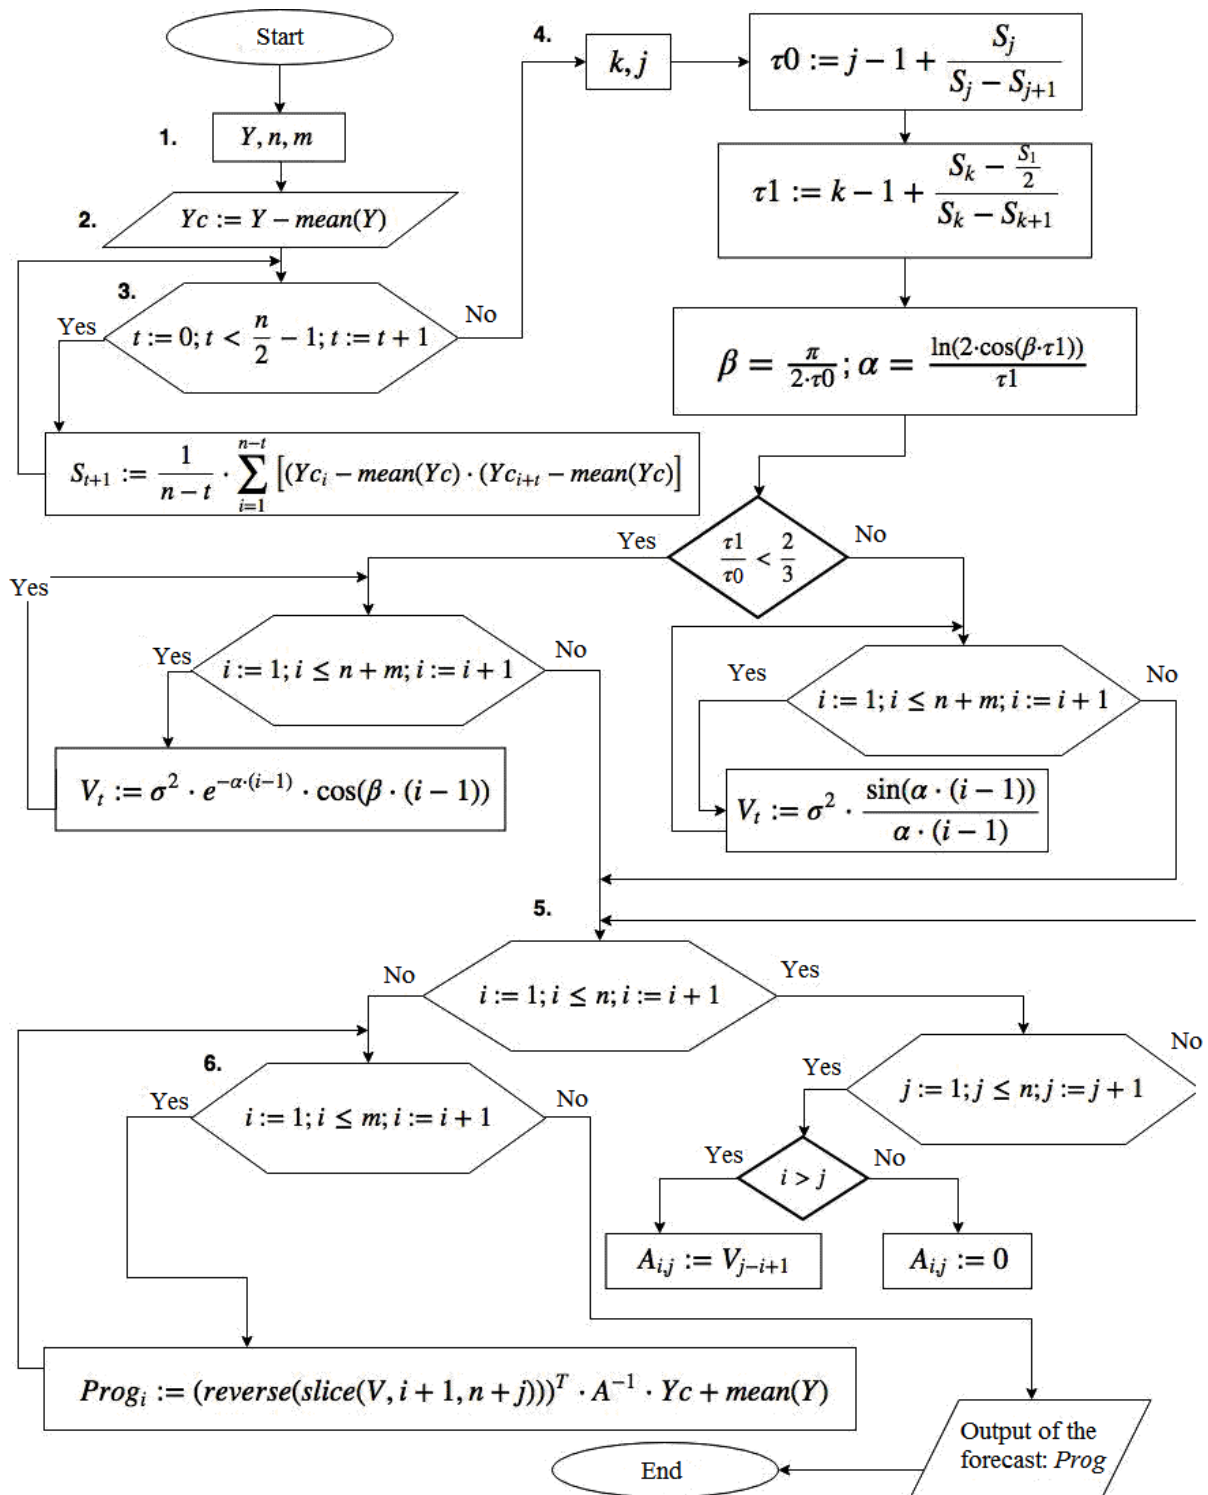 Start
1.
Y, n, m
2.
Yc := Y − mean(Y)
3.
Yes
t := 0; t < n/2 − 1; t := t + 1
No
S_{t+1} := 1/(n − t) · ∑_{i=1}^{n−t} [(Yc_i − mean(Yc) · (Yc_{i+t} − mean(Yc)]
4.
k, j
τ0 := j − 1 + S_j/(S_j − S_{j+1})
τ1 := k − 1 + (S_k − S_1/2)/(S_k − S_{k+1})
β = π/(2·τ0); α = ln(2·cos(β·τ1))/τ1
Yes
τ1/τ0 < 2/3
No
Yes
Yes
i := 1; i ≤ n + m; i := i + 1
No
V_t := σ² · e^{−α·(i−1)} · cos(β · (i − 1))
Yes
i := 1; i ≤ n + m; i := i + 1
No
V_t := σ² · sin(α · (i − 1))/(α · (i − 1))
5.
No
i := 1; i ≤ n; i := i + 1
Yes
Yes
j := 1; j ≤ n; j := j + 1
No
Yes
i > j
No
A_{i,j} := V_{j−i+1}
A_{i,j} := 0
6.
Yes
i := 1; i ≤ m; i := i + 1
No
Prog_i := (reverse(slice(V, i + 1, n + j)))^T · A^{−1} · Yc + mean(Y)
Output of the
forecast: Prog
End